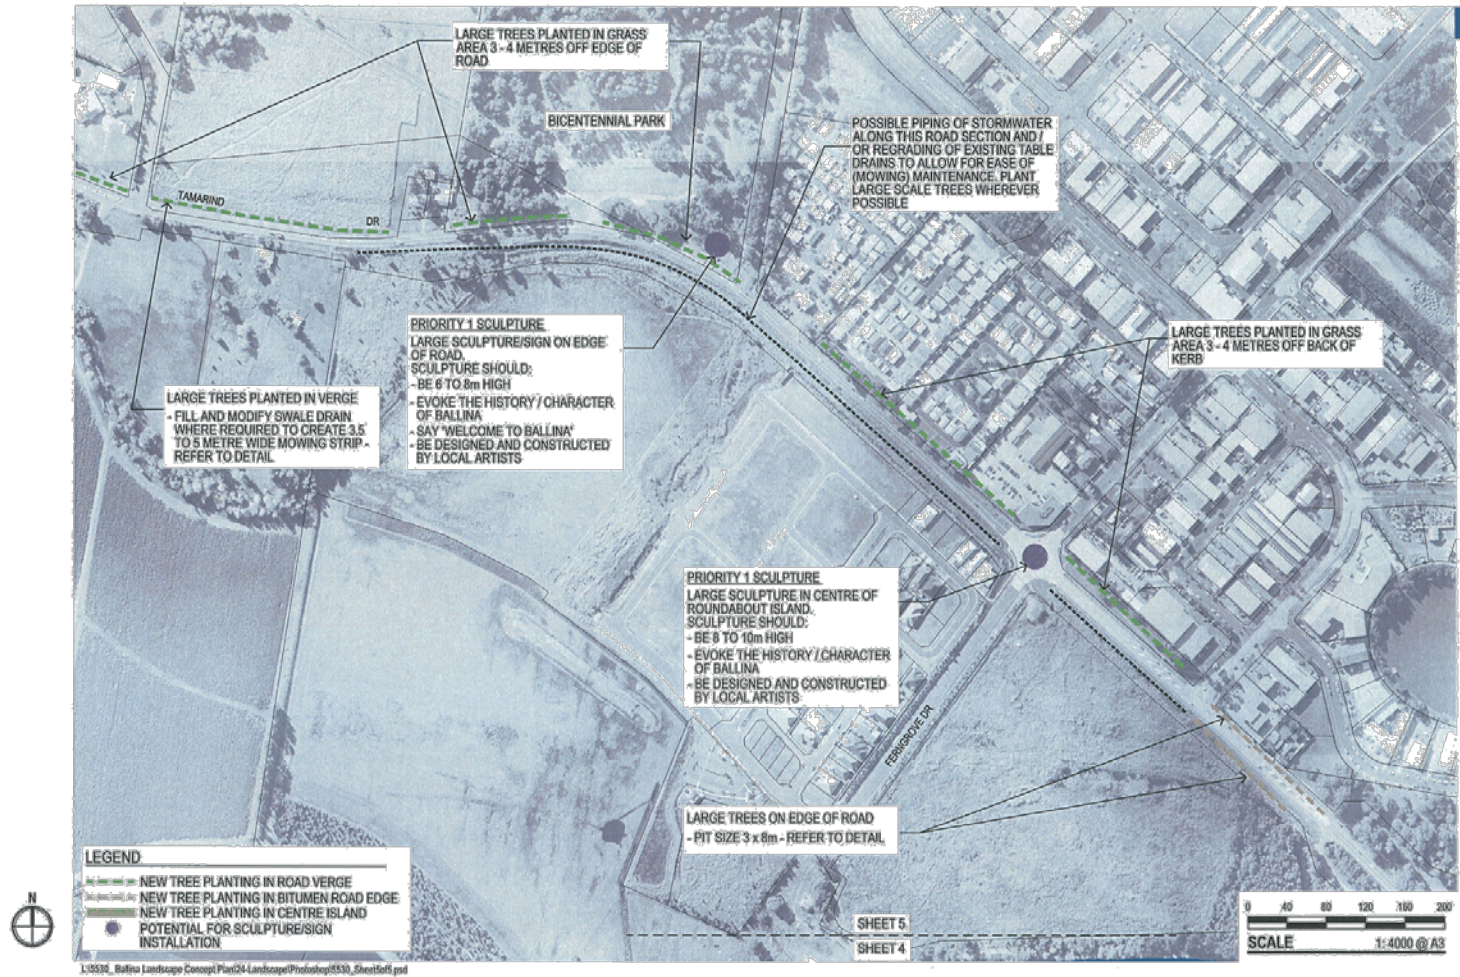 LARGE TREES PLANTED IN GRASS
AREA 3 - 4 METRES OFF EDGE OF
ROAD
BICENTENNIAL PARK
POSSIBLE PIPING OF STORMWATER
ALONG THIS ROAD SECTION AND /
OR REGRADING OF EXISTING TABLE
DRAINS TO ALLOW FOR EASE OF
(MOWING) MAINTENANCE. PLANT
LARGE SCALE TREES WHEREVER
POSSIBLE
TAMARIND
DR
PRIORITY 1 SCULPTURE
LARGE SCULPTURE/SIGN ON EDGE
OF ROAD.
SCULPTURE SHOULD:
- BE 6 TO 8m HIGH
- EVOKE THE HISTORY / CHARACTER
OF BALLINA
- SAY 'WELCOME TO BALLINA'
- BE DESIGNED AND CONSTRUCTED
BY LOCAL ARTISTS
LARGE TREES PLANTED IN GRASS
AREA 3 - 4 METRES OFF BACK OF
KERB
LARGE TREES PLANTED IN VERGE
- FILL AND MODIFY SWALE DRAIN
WHERE REQUIRED TO CREATE 3.5
TO 5 METRE WIDE MOWING STRIP -
REFER TO DETAIL
PRIORITY 1 SCULPTURE
LARGE SCULPTURE IN CENTRE OF
ROUNDABOUT ISLAND.
SCULPTURE SHOULD:
- BE 8 TO 10m HIGH
- EVOKE THE HISTORY / CHARACTER
OF BALLINA
- BE DESIGNED AND CONSTRUCTED
BY LOCAL ARTISTS
FERNGROVE DR
LARGE TREES ON EDGE OF ROAD
- PIT SIZE 3 x 8m - REFER TO DETAIL
LEGEND
NEW TREE PLANTING IN ROAD VERGE
NEW TREE PLANTING IN BITUMEN ROAD EDGE
NEW TREE PLANTING IN CENTRE ISLAND
POTENTIAL FOR SCULPTURE/SIGN
INSTALLATION
N
SHEET 5
SHEET 4
0 40 80 120 160 200
SCALE 1:4000 @ A3
L:\5530_ Ballina Landscape Concept Plan\24-Landscape\Photoshop\5530_Sheet5of5.psd